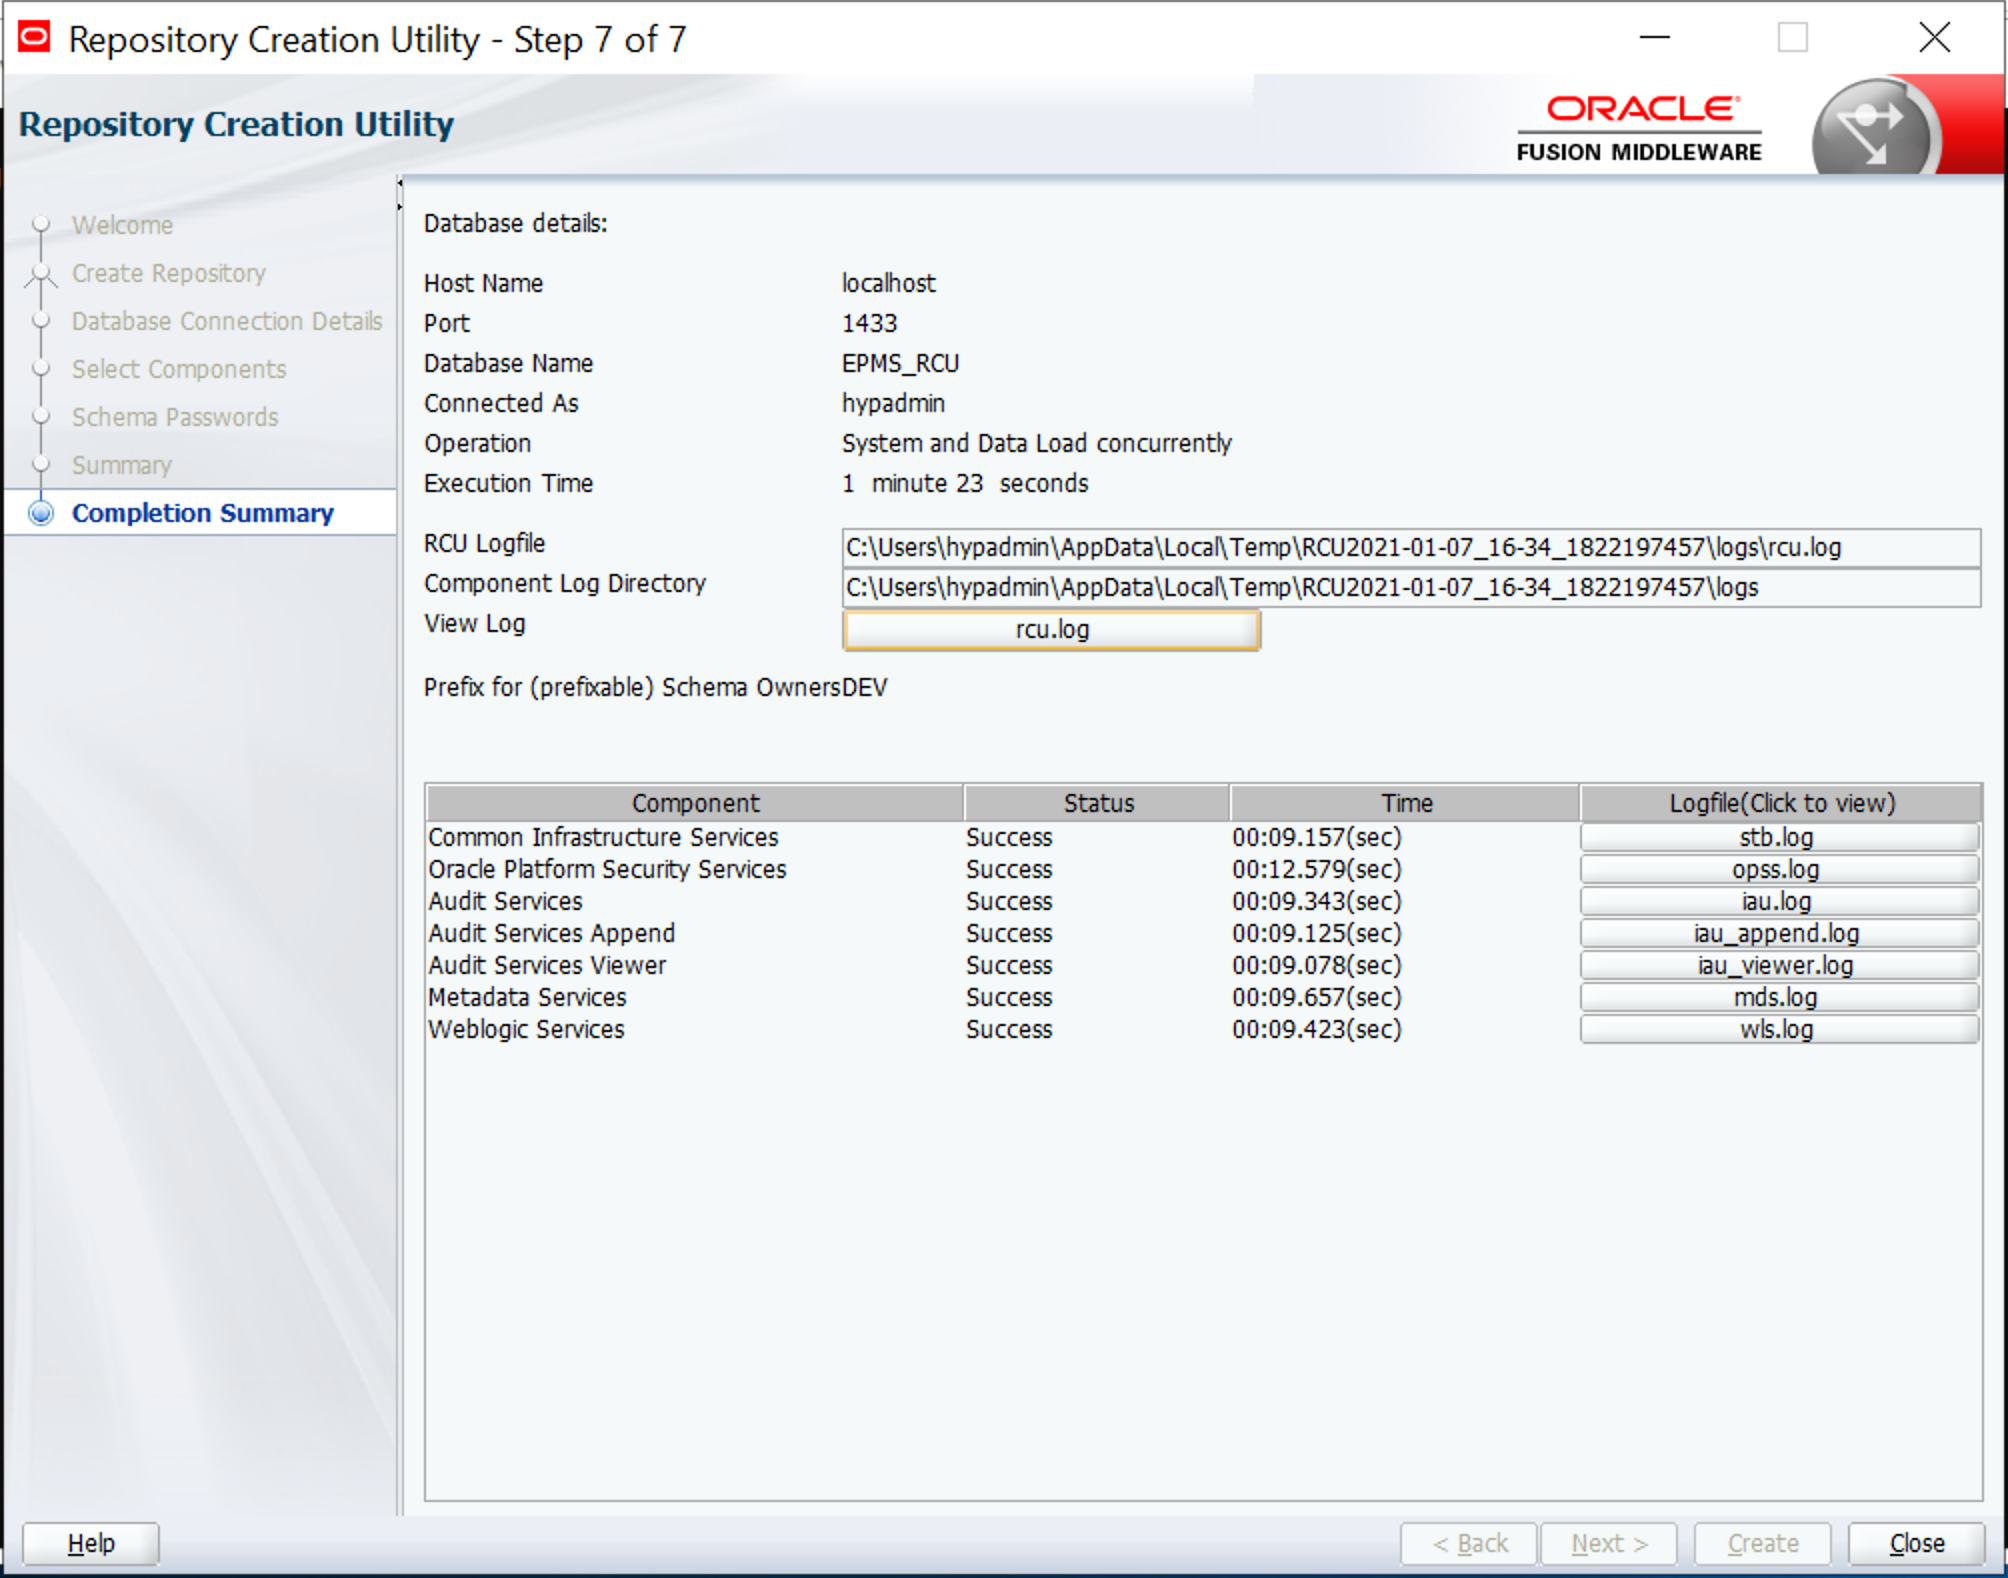 Repository Creation Utility - Step 7 of 7
Repository Creation Utility
ORACLE
FUSION MIDDLEWARE
Welcome
Create Repository
Database Connection Details
Select Components
Schema Passwords
Summary
Completion Summary
Database details:
Host Name localhost
Port 1433
Database Name EPMS_RCU
Connected As hypadmin
Operation System and Data Load concurrently
Execution Time 1 minute 23 seconds
RCU Logfile C:\Users\hypadmin\AppData\Local\Temp\RCU2021-01-07_16-34_1822197457\logs\rcu.log
Component Log Directory C:\Users\hypadmin\AppData\Local\Temp\RCU2021-01-07_16-34_1822197457\logs
View Log rcu.log
Prefix for (prefixable) Schema OwnersDEV
Component Status Time Logfile(Click to view)
Common Infrastructure Services Success 00:09.157(sec) stb.log
Oracle Platform Security Services Success 00:12.579(sec) opss.log
Audit Services Success 00:09.343(sec) iau.log
Audit Services Append Success 00:09.125(sec) iau_append.log
Audit Services Viewer Success 00:09.078(sec) iau_viewer.log
Metadata Services Success 00:09.657(sec) mds.log
Weblogic Services Success 00:09.423(sec) wls.log
Help < Back Next > Create Close